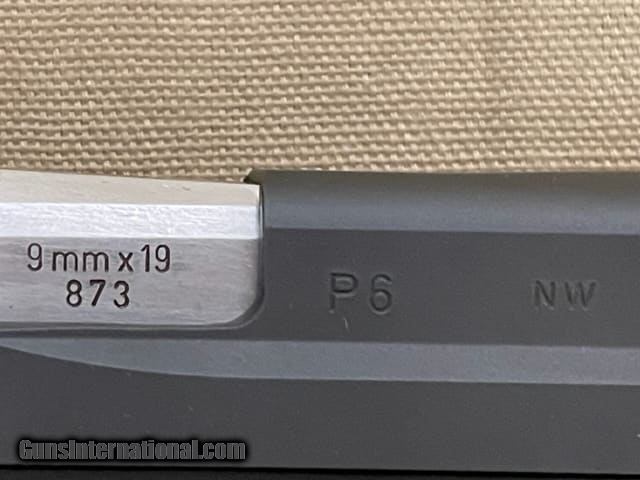 9mm x 19
873
P6
NW
GunsInternational.com